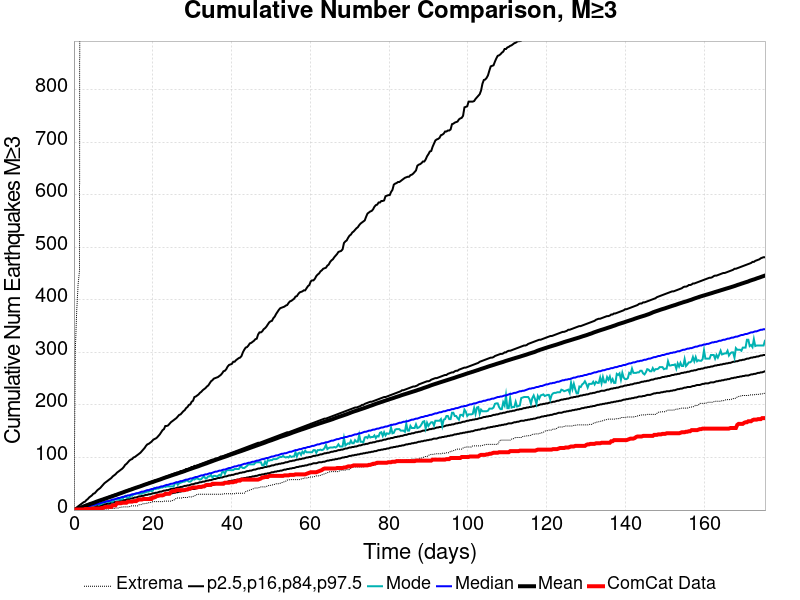 Cumulative Number Comparison, M≥3
Cumulative Num Earthquakes M≥3
800
700
600
500
400
300
200
100
0
0 20 40 60 80 100 120 140 160
Time (days)
Extrema p2.5,p16,p84,p97.5 Mode Median Mean ComCat Data